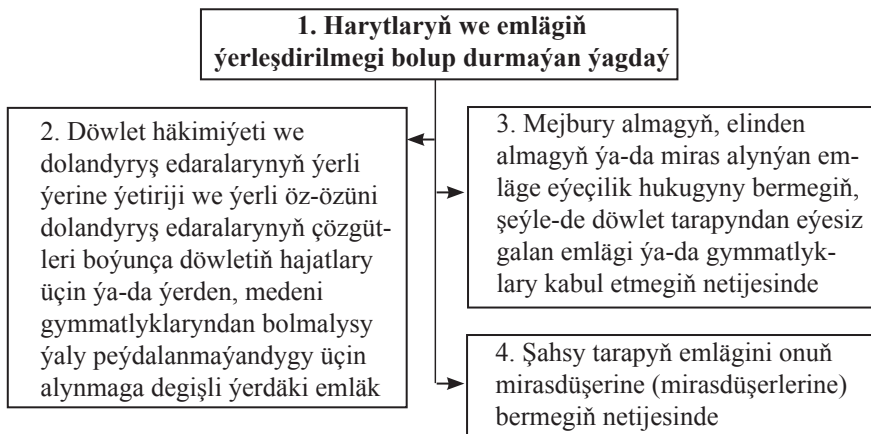 1. Harytlaryň we emlägiň
ýerleşdirilmegi bolup durmaýan ýagdaý
2. Döwlet häkimiýeti we
dolandyryş edaralarynyň ýerli
ýerine ýetiriji we ýerli öz-özüni
dolandyryş edaralarynyň çözgüt-
leri boýunça döwletiň hajatlary
üçin ýa-da ýerden, medeni
gymmatlyklaryndan bolmalysy
ýaly peýdalanmaýandygy üçin
alynmaga degişli ýerdäki emläk
3. Mejbury almagyň, elinden
almagyň ýa-da miras alynýan em-
läge eýeçilik hukugyny bermegiň,
şeýle-de döwlet tarapyndan eýesiz
galan emlägi ýa-da gymmatlyk-
lary kabul etmegiň netijesinde
4. Şahsy tarapyň emlägini onuň
mirasdüşerine (mirasdüşerlerine)
bermegiň netijesinde